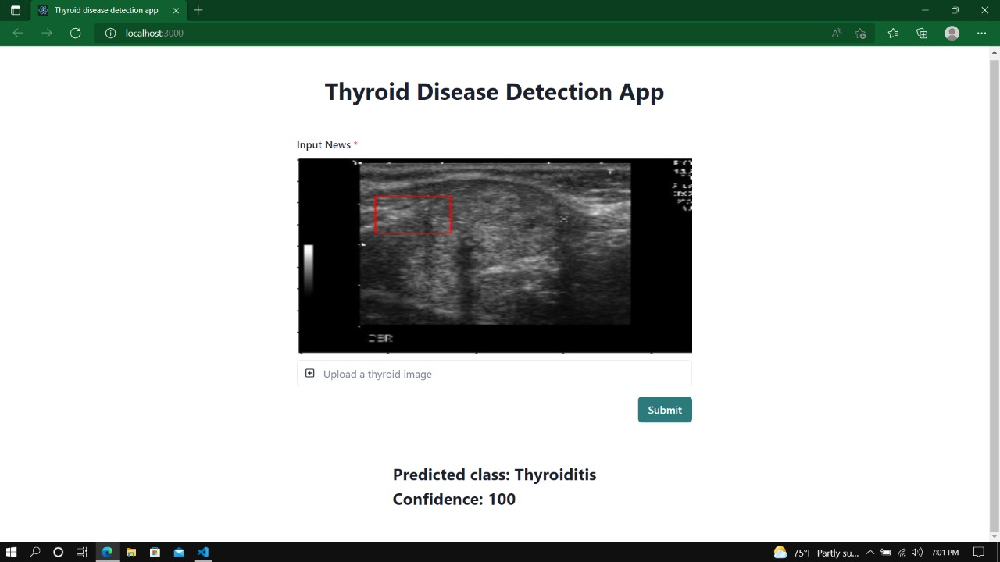 Thyroid disease detection app
localhost:3000
Thyroid Disease Detection App
Input News *
Upload a thyroid image
Submit
Predicted class: Thyroiditis
Confidence: 100
75°F Partly su...
7:01 PM